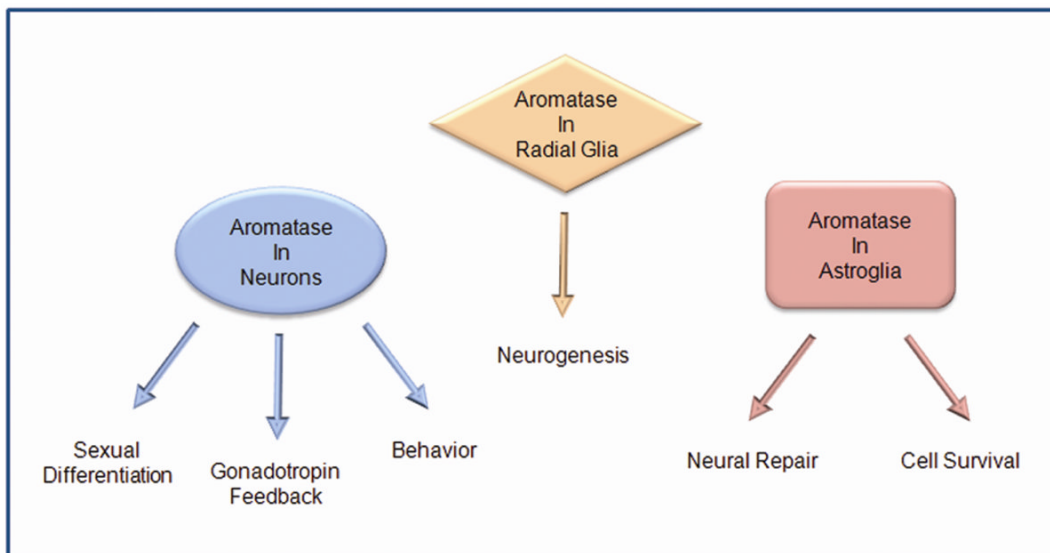 Aromatase
In
Radial Glia
Aromatase
In
Neurons
Aromatase
In
Astroglia
Neurogenesis
Sexual
Differentiation
Gonadotropin
Feedback
Behavior
Neural Repair
Cell Survival